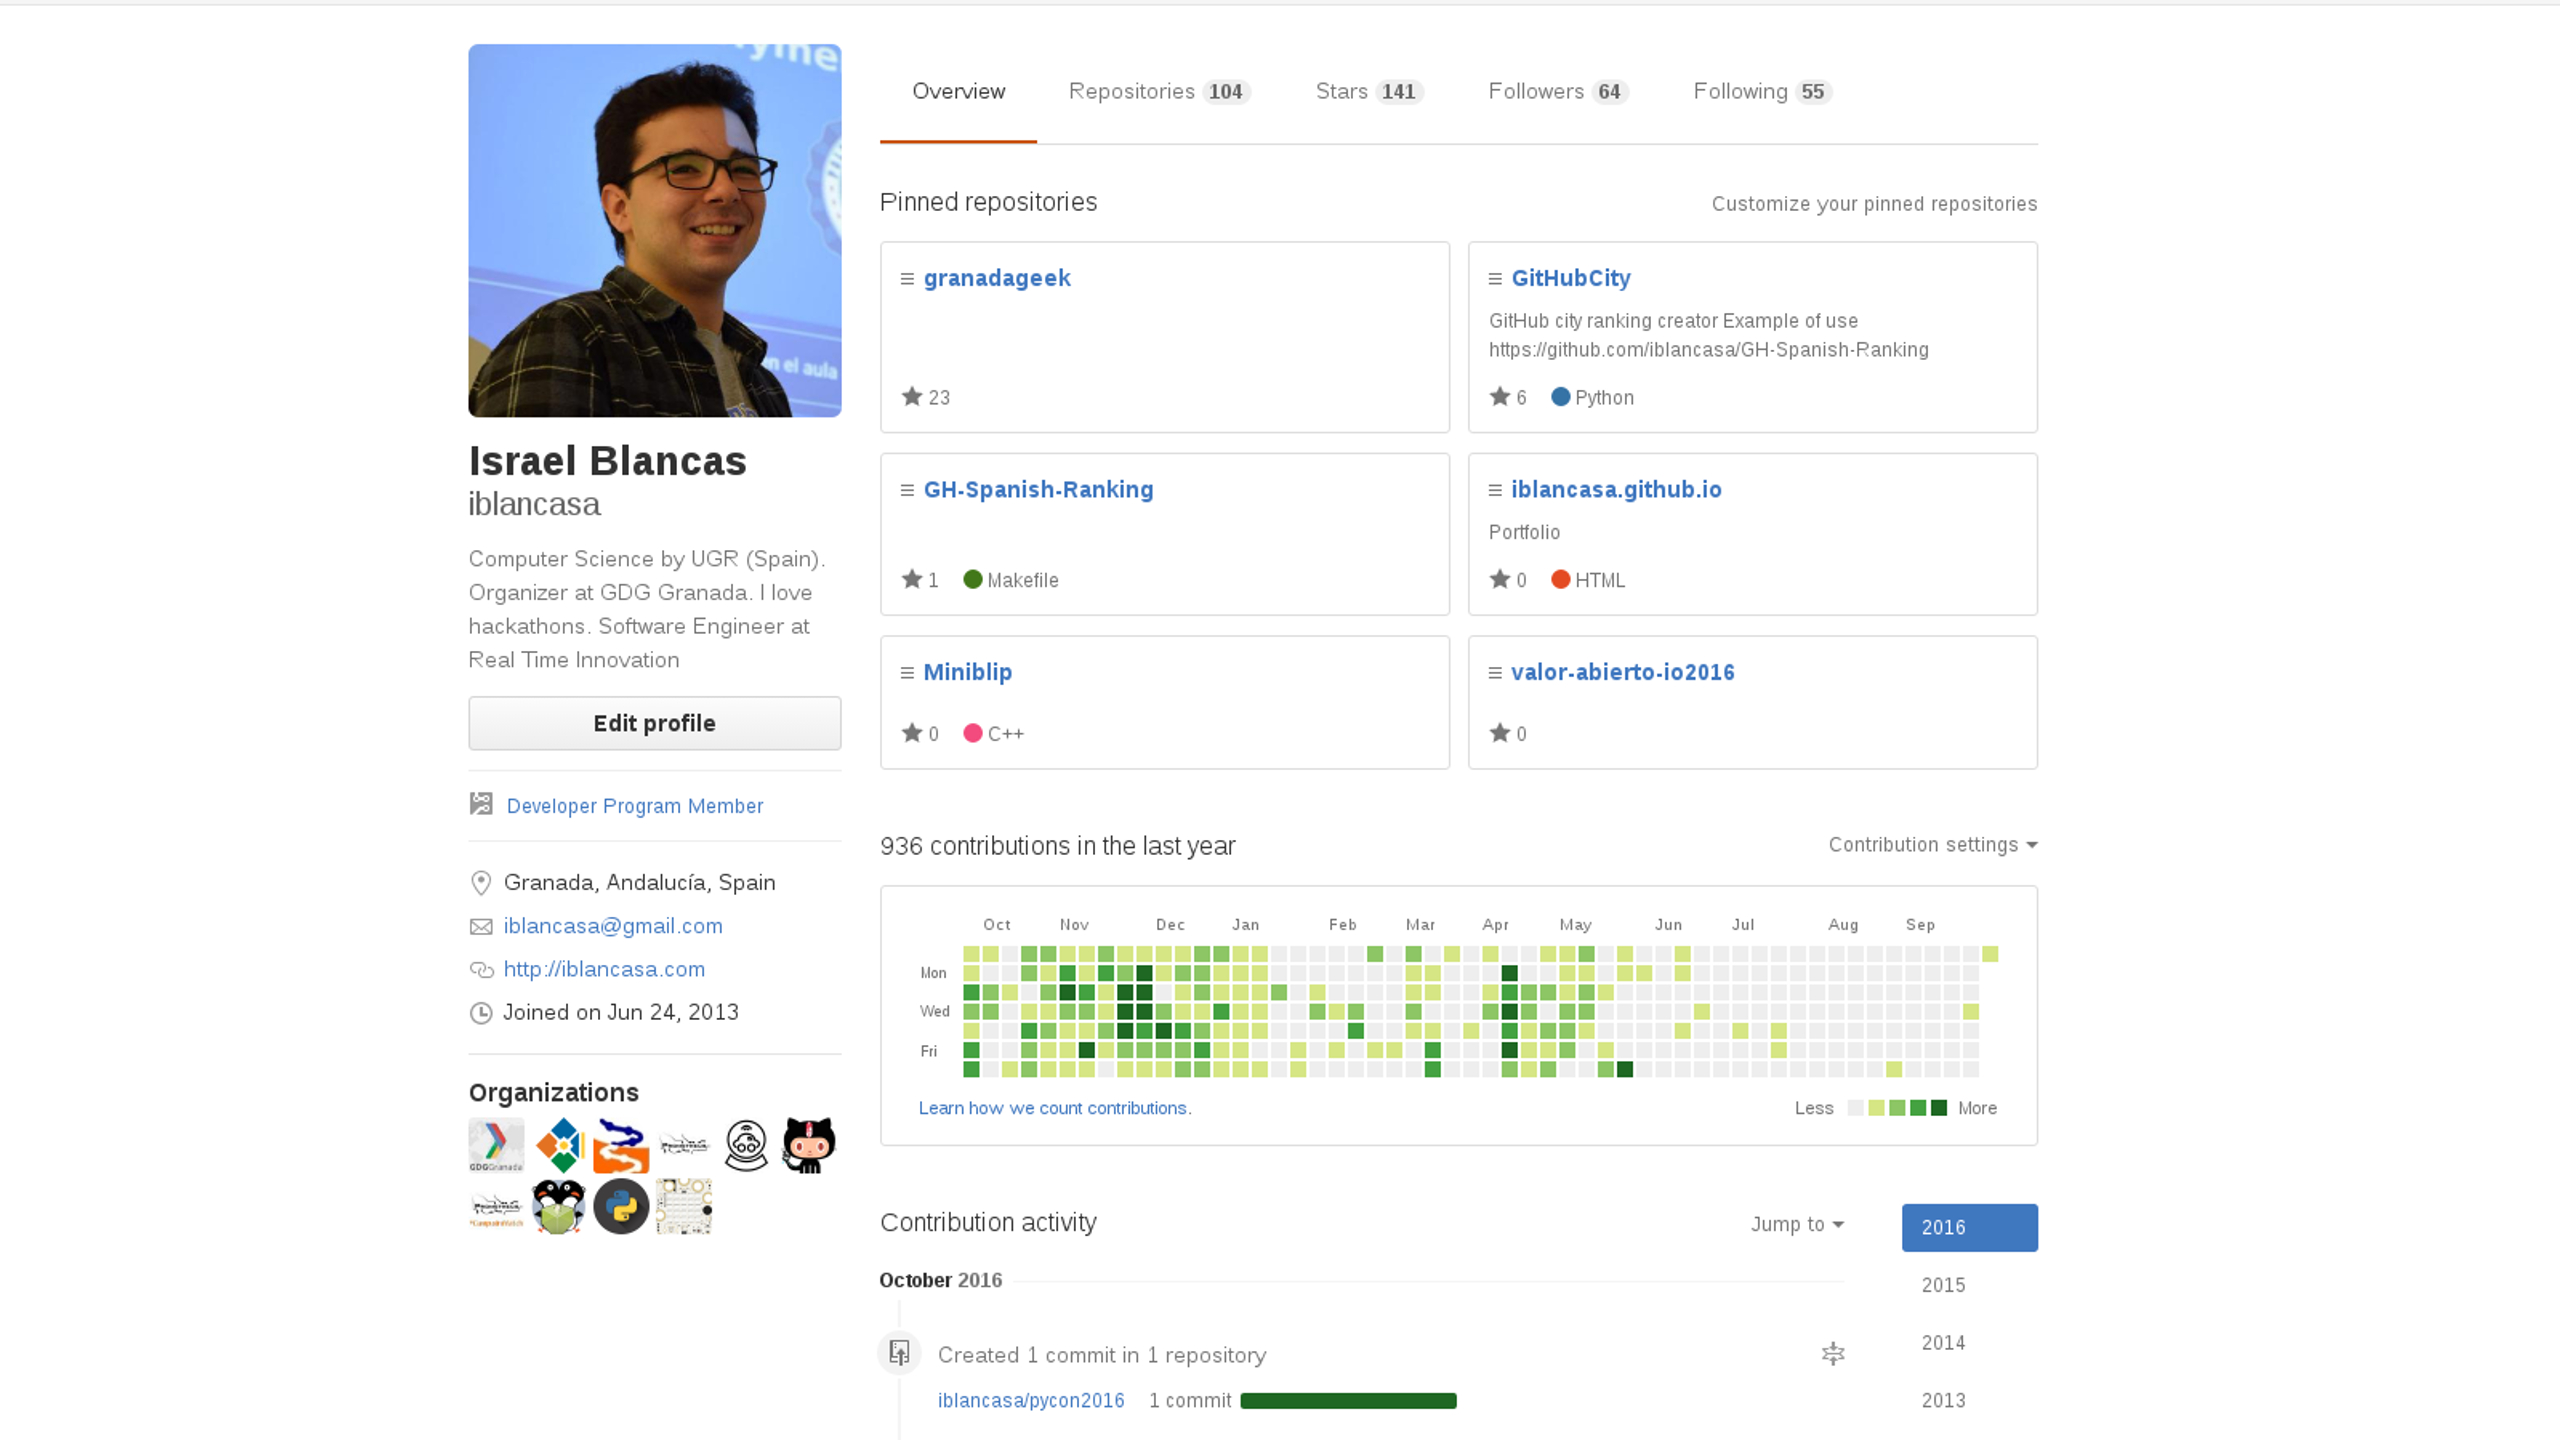 Overview
Repositories 104
Stars 141
Followers 64
Following 55
Pinned repositories
Customize your pinned repositories
granadageek
23
GitHubCity
GitHub city ranking creator Example of use
https://github.com/iblancasa/GH-Spanish-Ranking
6 Python
GH-Spanish-Ranking
1 Makefile
iblancasa.github.io
Portfolio
0 HTML
Miniblip
0 C++
valor-abierto-io2016
0
el aula
Israel Blancas
iblancasa
Computer Science by UGR (Spain).
Organizer at GDG Granada. I love
hackathons. Software Engineer at
Real Time Innovation
Edit profile
Developer Program Member
Granada, Andalucía, Spain
iblancasa@gmail.com
http://iblancasa.com
Joined on Jun 24, 2013
Organizations
GDGGranada
936 contributions in the last year
Contribution settings
Oct Nov Dec Jan Feb Mar Apr May Jun Jul Aug Sep
Mon
Wed
Fri
Learn how we count contributions.
Less More
Contribution activity
Jump to
2016
2015
2014
2013
October 2016
Created 1 commit in 1 repository
iblancasa/pycon2016 1 commit